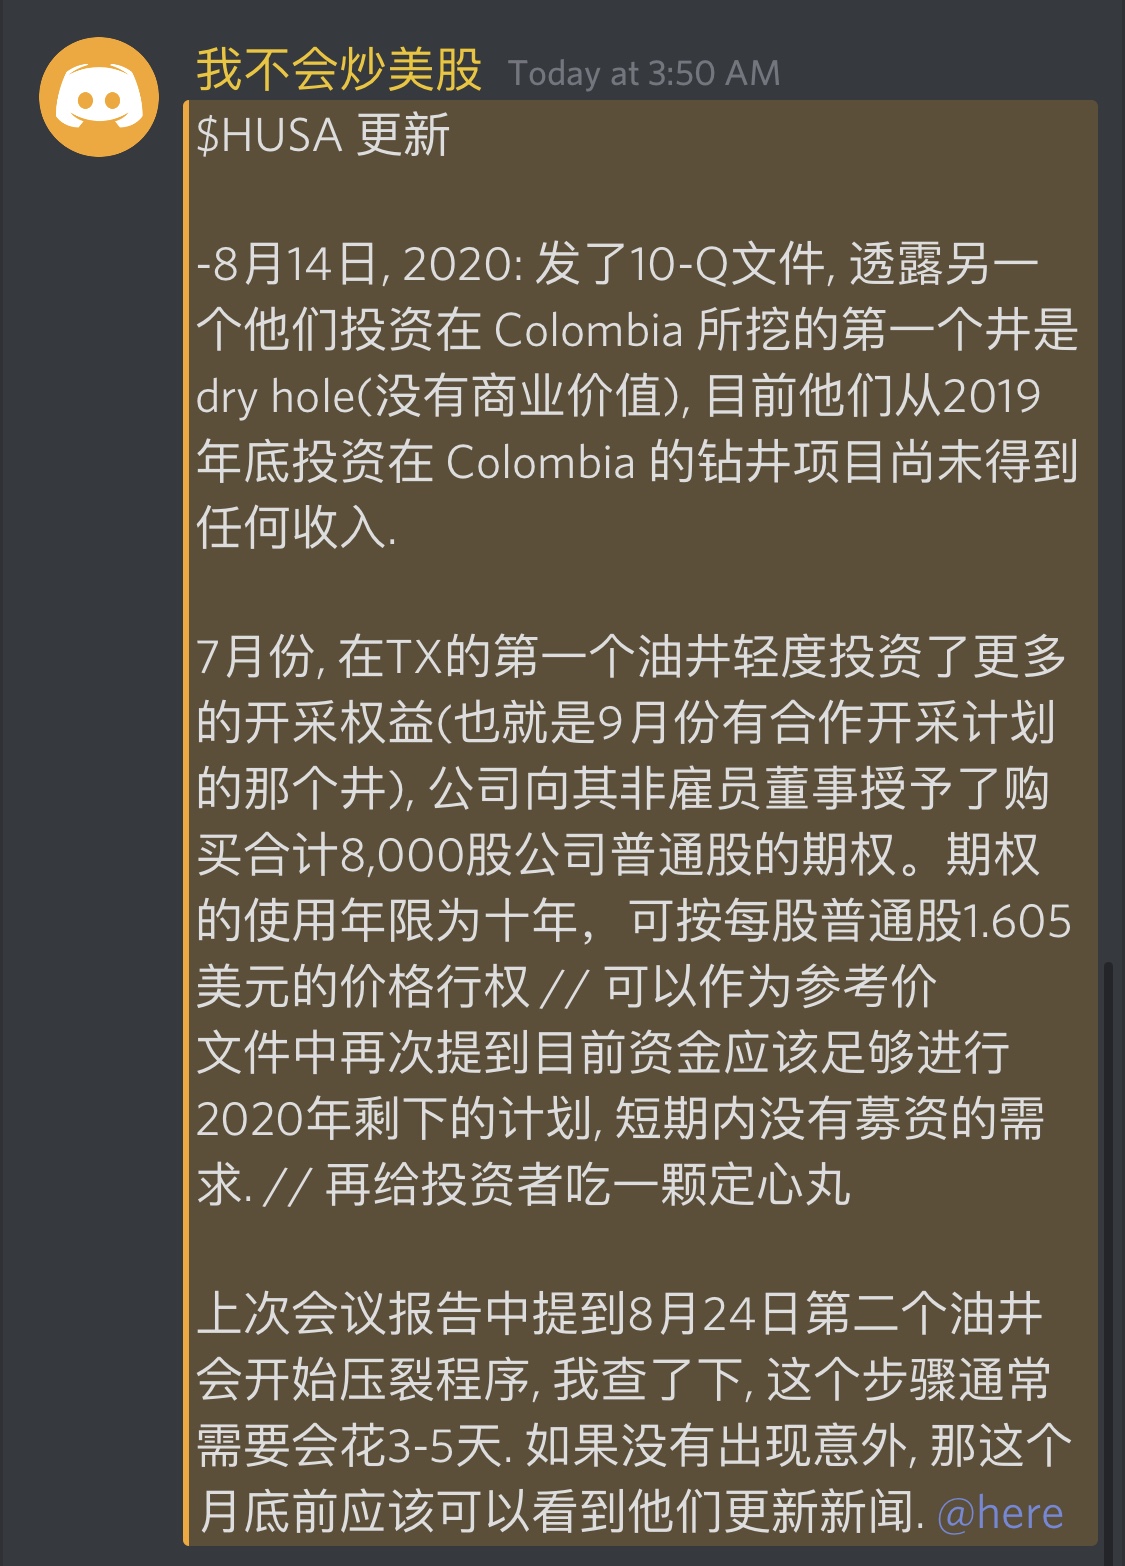 我不会炒美股 Today at 3:50 AM
$HUSA 更新
-8月14日, 2020: 发了10-Q文件, 透露另一
个他们投资在 Colombia 所挖的第一个井是
dry hole(没有商业价值), 目前他们从2019
年底投资在 Colombia 的钻井项目尚未得到
任何收入.
7月份, 在TX的第一个油井轻度投资了更多
的开采权益(也就是9月份有合作开采计划
的那个井), 公司向其非雇员董事授予了购
买合计8,000股公司普通股的期权。期权
的使用年限为十年，可按每股普通股1.605
美元的价格行权 // 可以作为参考价
文件中再次提到目前资金应该足够进行
2020年剩下的计划, 短期内没有募资的需
求. // 再给投资者吃一颗定心丸
上次会议报告中提到8月24日第二个油井
会开始压裂程序, 我查了下, 这个步骤通常
需要会花3-5天. 如果没有出现意外, 那这个
月底前应该可以看到他们更新新闻. @here